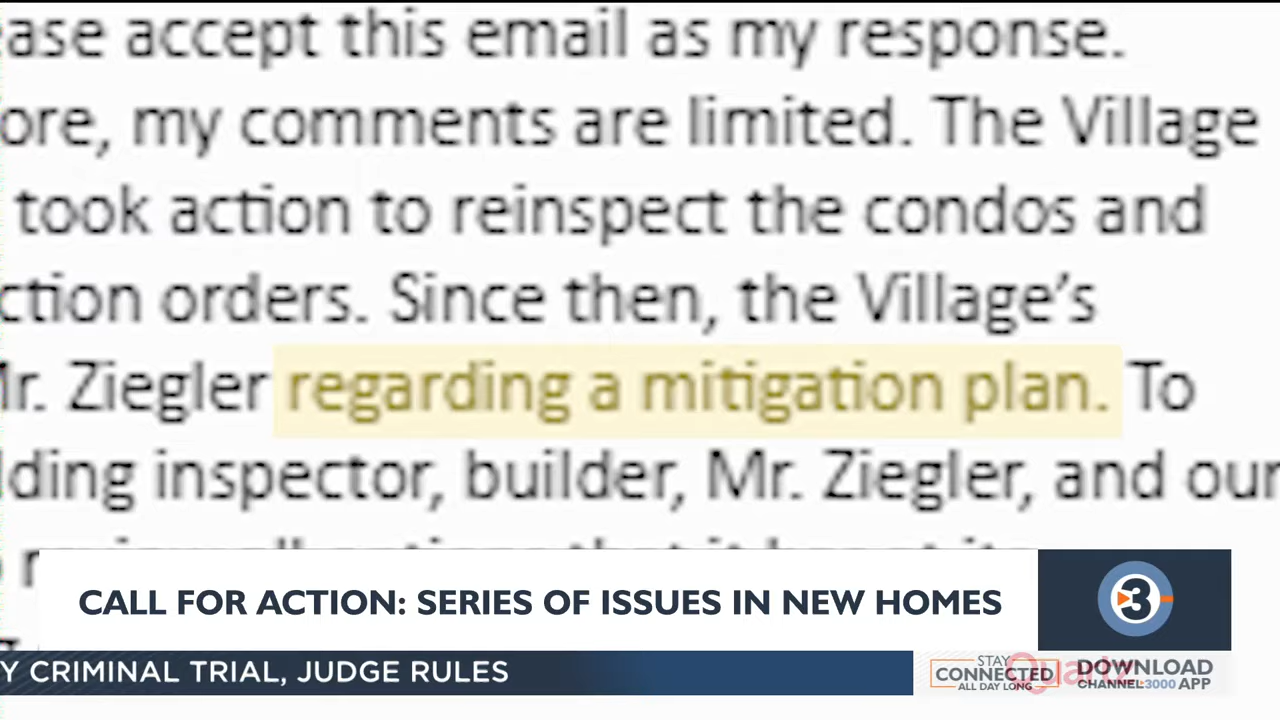 ase accept this email as my response.
ore, my comments are limited. The Village
took action to reinspect the condos and
ction orders. Since then, the Village's
Mr. Ziegler regarding a mitigation plan. To
lding inspector, builder, Mr. Ziegler, and our
CALL FOR ACTION: SERIES OF ISSUES IN NEW HOMES
3
Y CRIMINAL TRIAL, JUDGE RULES
STAY
CONNECTED
ALL DAY LONG
Quartz
DOWNLOAD
CHANNEL3000 APP